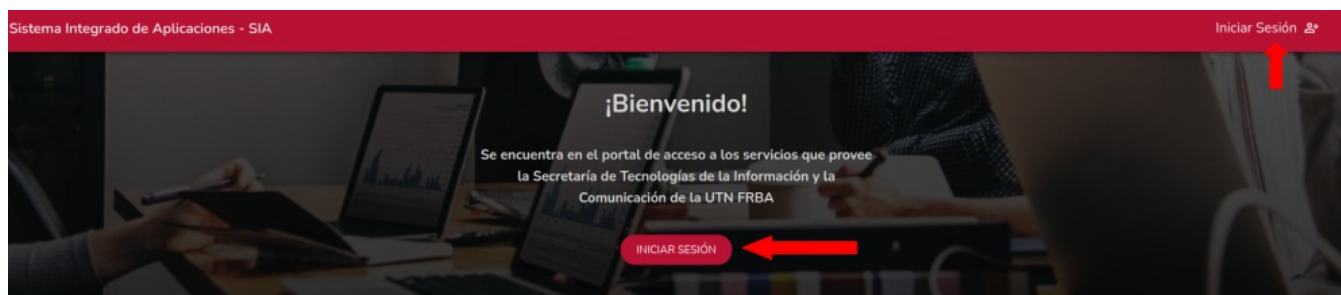 Sistema Integrado de Aplicaciones - SIA
Iniciar Sesión
¡Bienvenido!
Se encuentra en el portal de acceso a los servicios que provee
la Secretaría de Tecnologías de la Información y la
Comunicación de la UTN FRBA
INICIAR SESIÓN